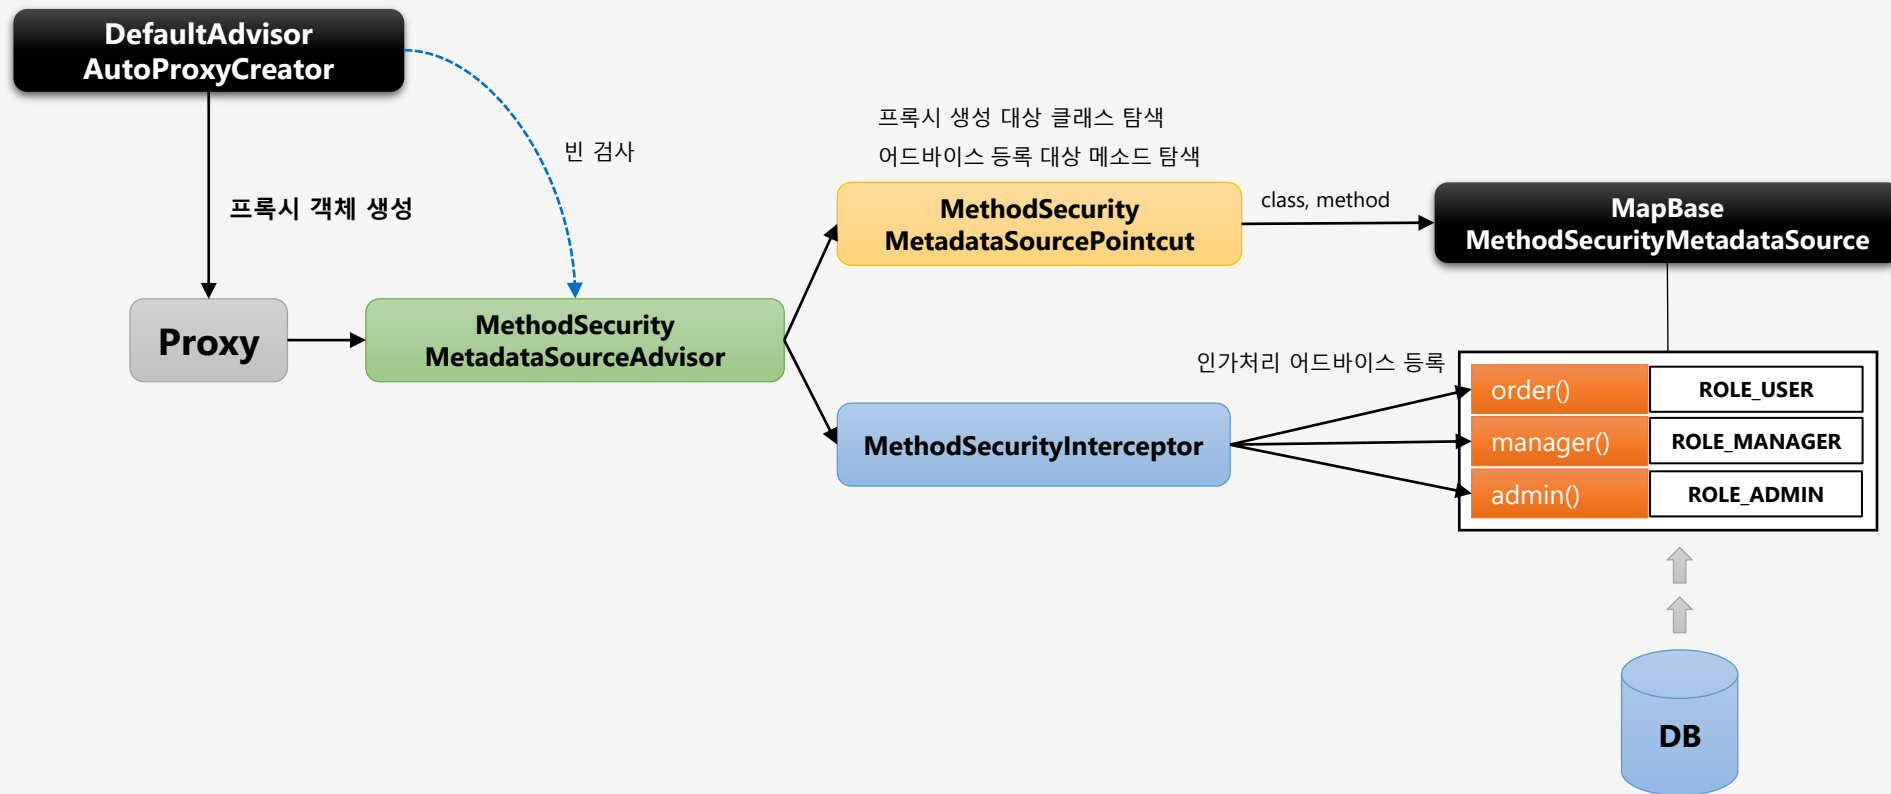 DefaultAdvisor
AutoProxyCreator
빈 검사
프록시 객체 생성
프록시 생성 대상 클래스 탐색
어드바이스 등록 대상 메소드 탐색
MethodSecurity
MetadataSourcePointcut
class, method
MapBase
MethodSecurityMetadataSource
Proxy
MethodSecurity
MetadataSourceAdvisor
인가처리 어드바이스 등록
MethodSecurityInterceptor
order() ROLE_USER
manager() ROLE_MANAGER
admin() ROLE_ADMIN
DB